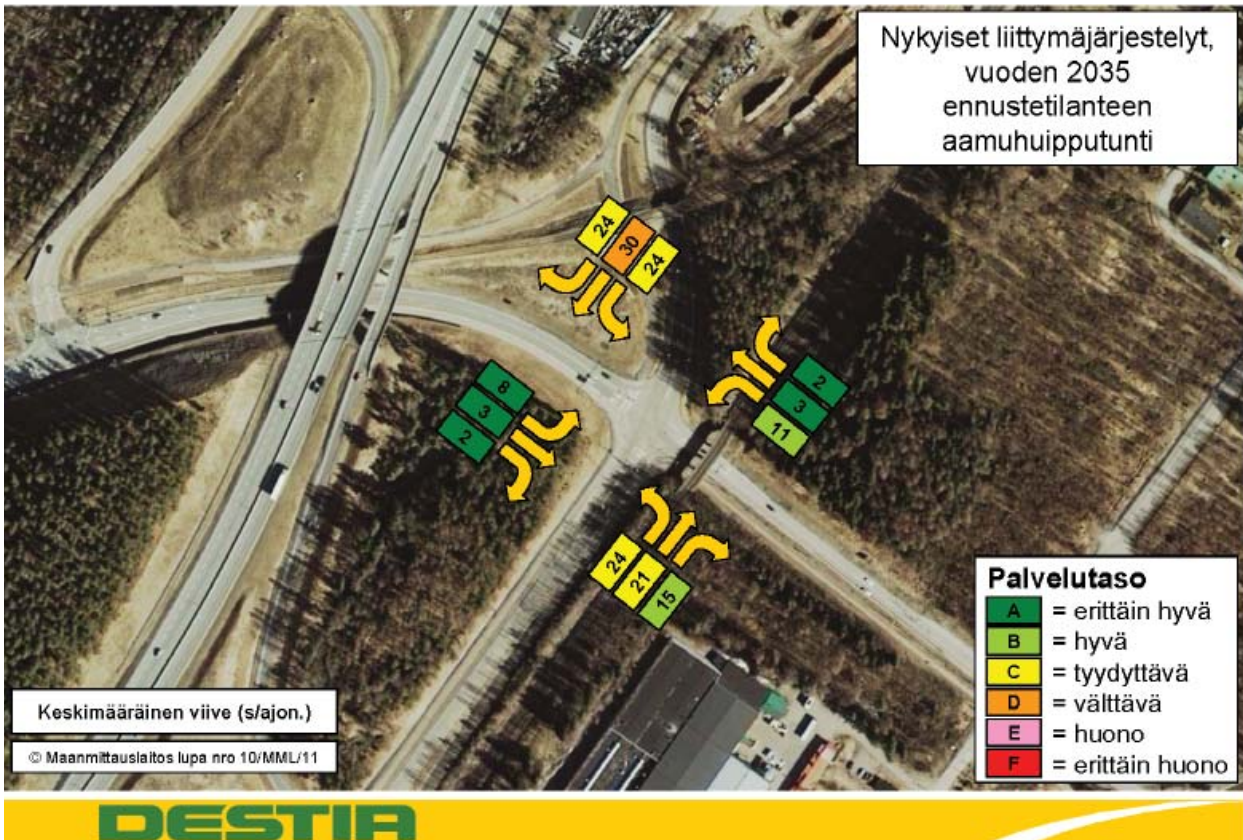 Nykyiset liittymäjärjestelyt,
vuoden 2035
ennustetilanteen
aamuhuipputunti
24
30
24
8
3
2
2
3
11
24
21
15
Palvelutaso
A = erittäin hyvä
B = hyvä
C = tyydyttävä
D = välttävä
E = huono
F = erittäin huono
Keskimääräinen viive (s/ajon.)
© Maanmittauslaitos lupa nro 10/MML/11
DESTIA